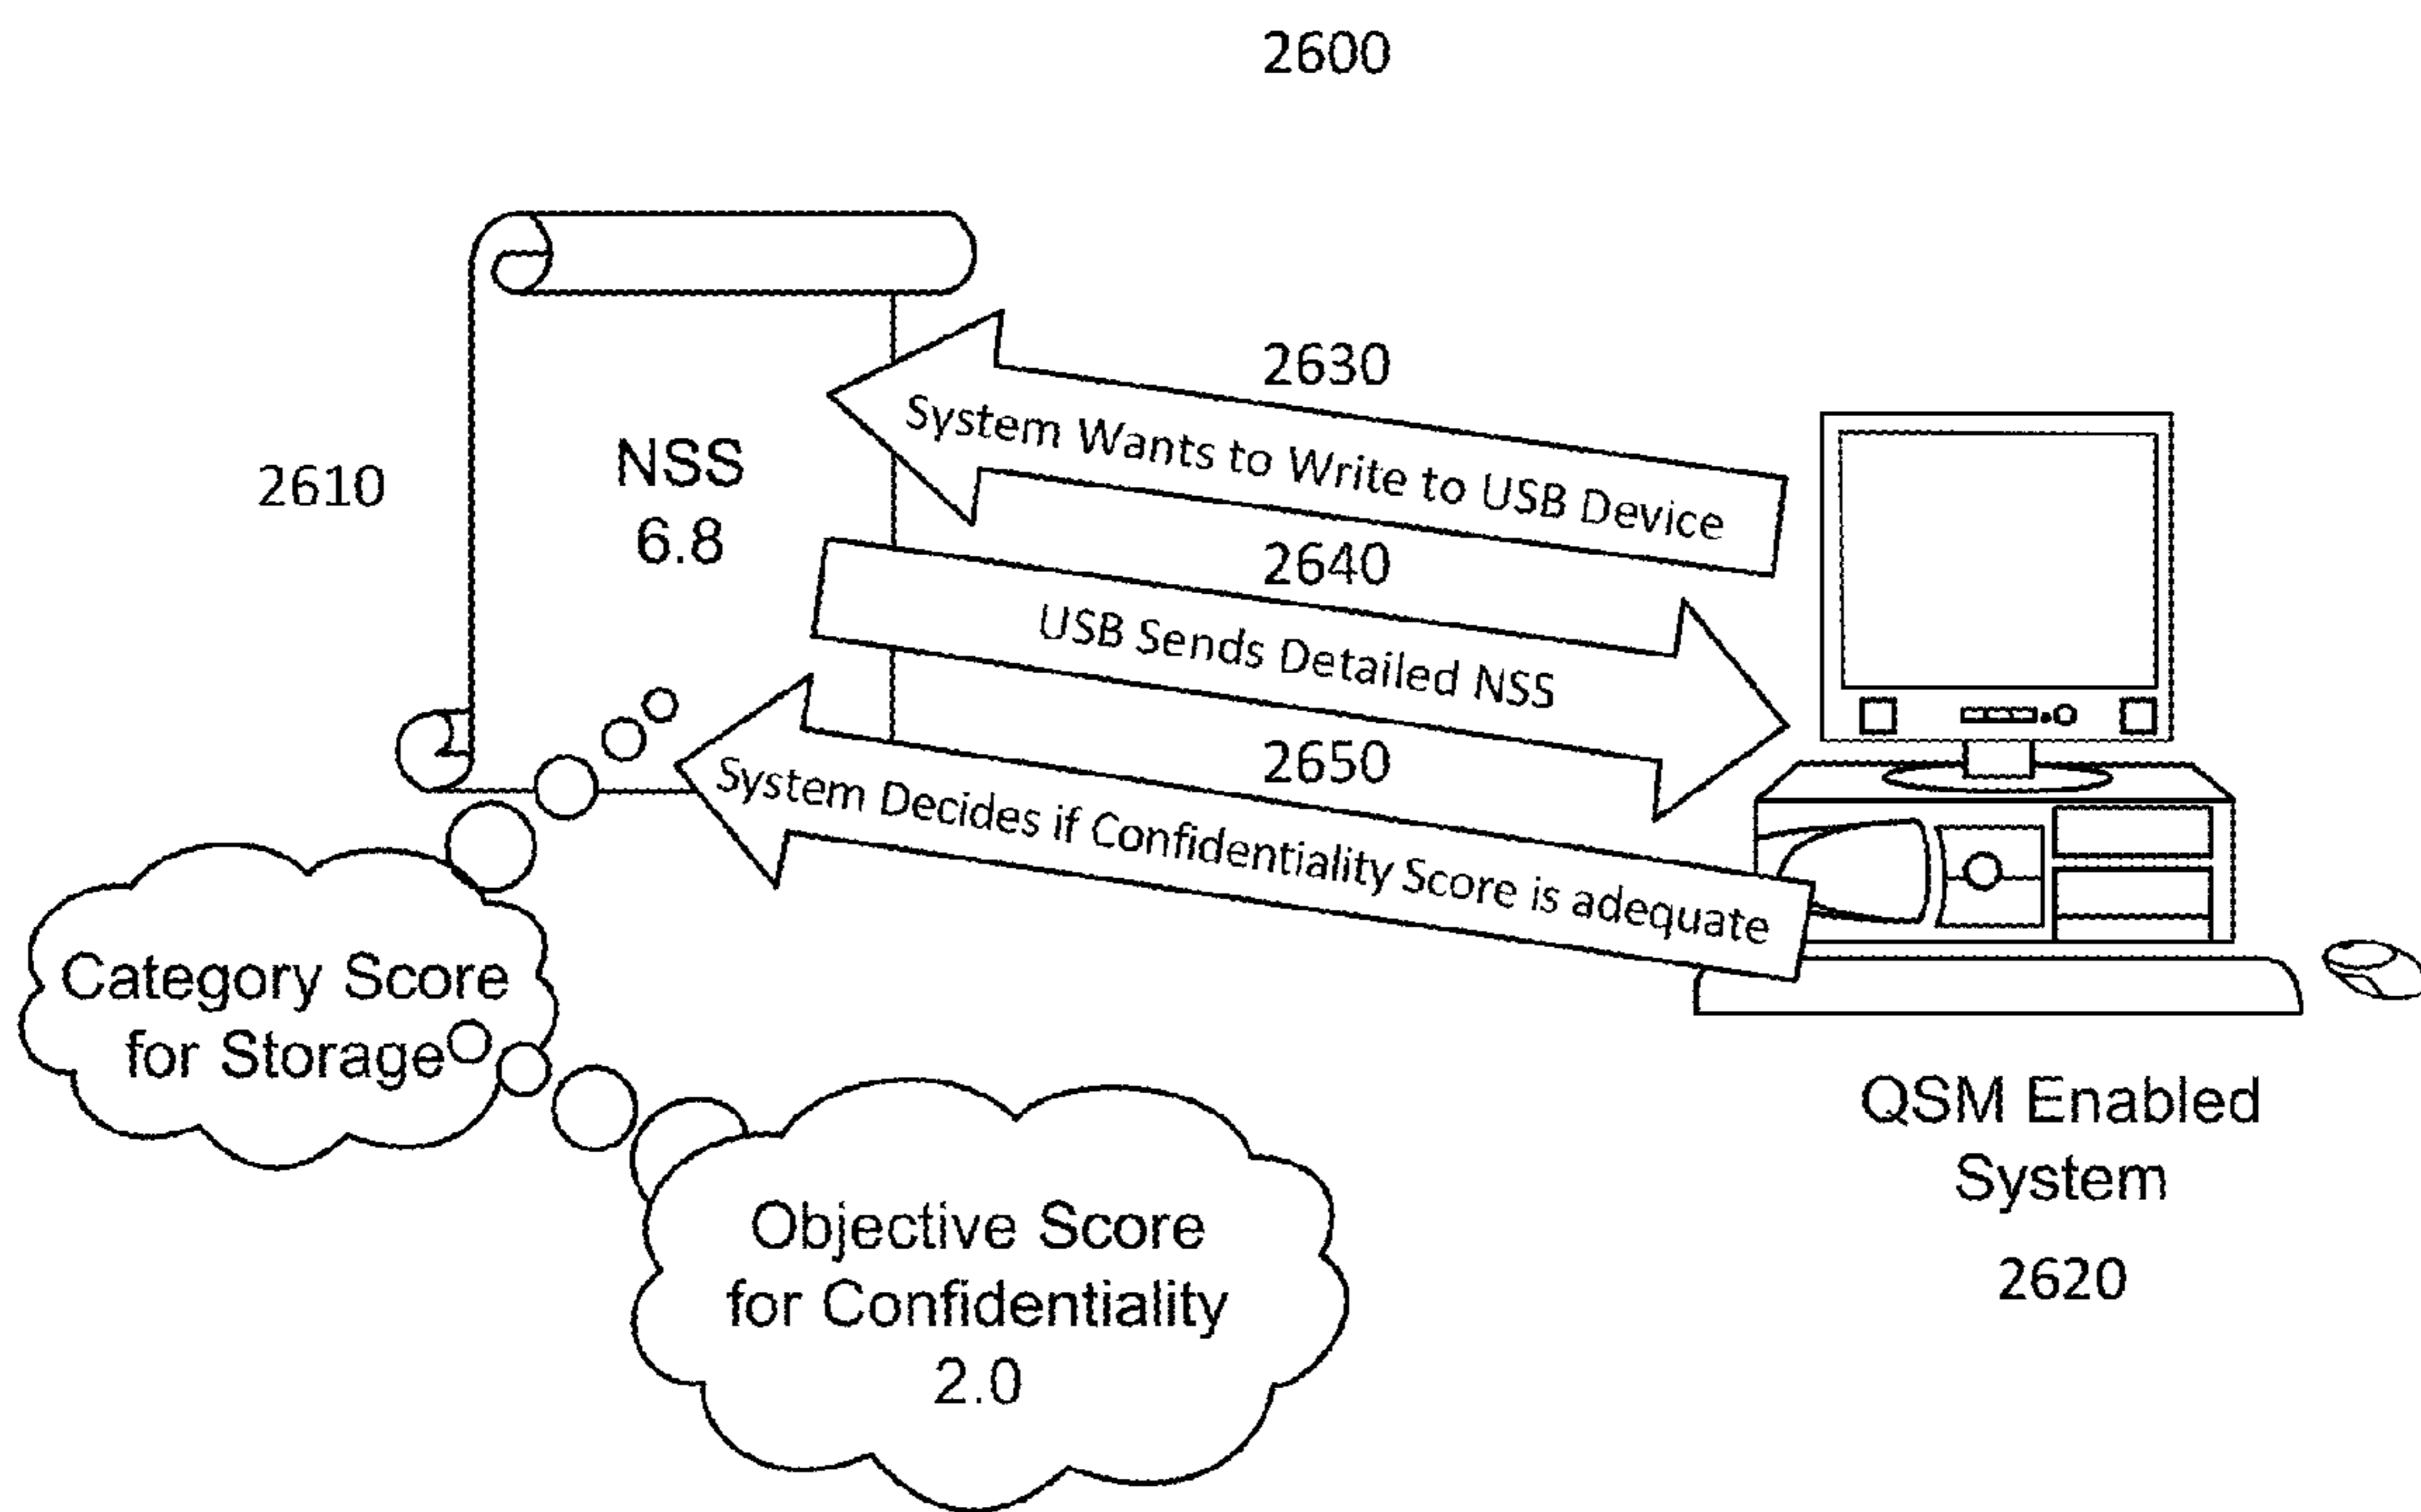 2600
2610
NSS
6.8
2630
System Wants to Write to USB Device
2640
USB Sends Detailed NSS
2650
System Decides if Confidentiality Score is adequate
Category Score
for Storage
Objective Score
for Confidentiality
2.0
QSM Enabled
System
2620